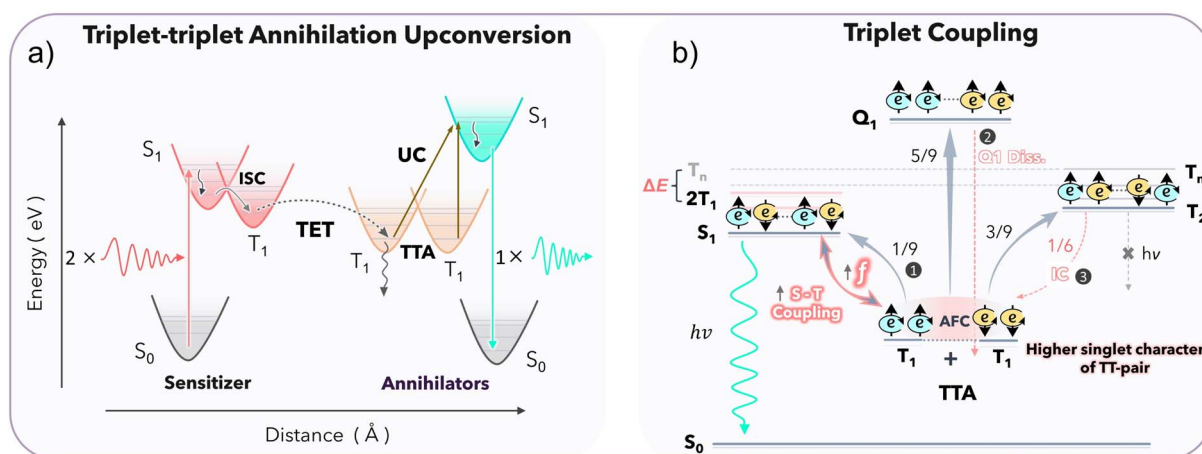 Triplet-triplet Annihilation Upconversion
a)
Energy ( eV )
2 ×
S1
ISC
T1
S0
Sensitizer
TET
T1
TTA
T1
UC
S1
1×
S0
Annihilators
Distance ( Å )
Triplet Coupling
b)
e e e e
Q1
2
Q1 Diss.
5/9
ΔE
Tn
2T1
e e e e
S1
1/9
1
3/9
e e e e
Tn
T2
1/6
IC 3
hν
f
S - T
Coupling
hν
e e AFC e e
T1 + T1
TTA
Higher singlet character
of TT-pair
S0